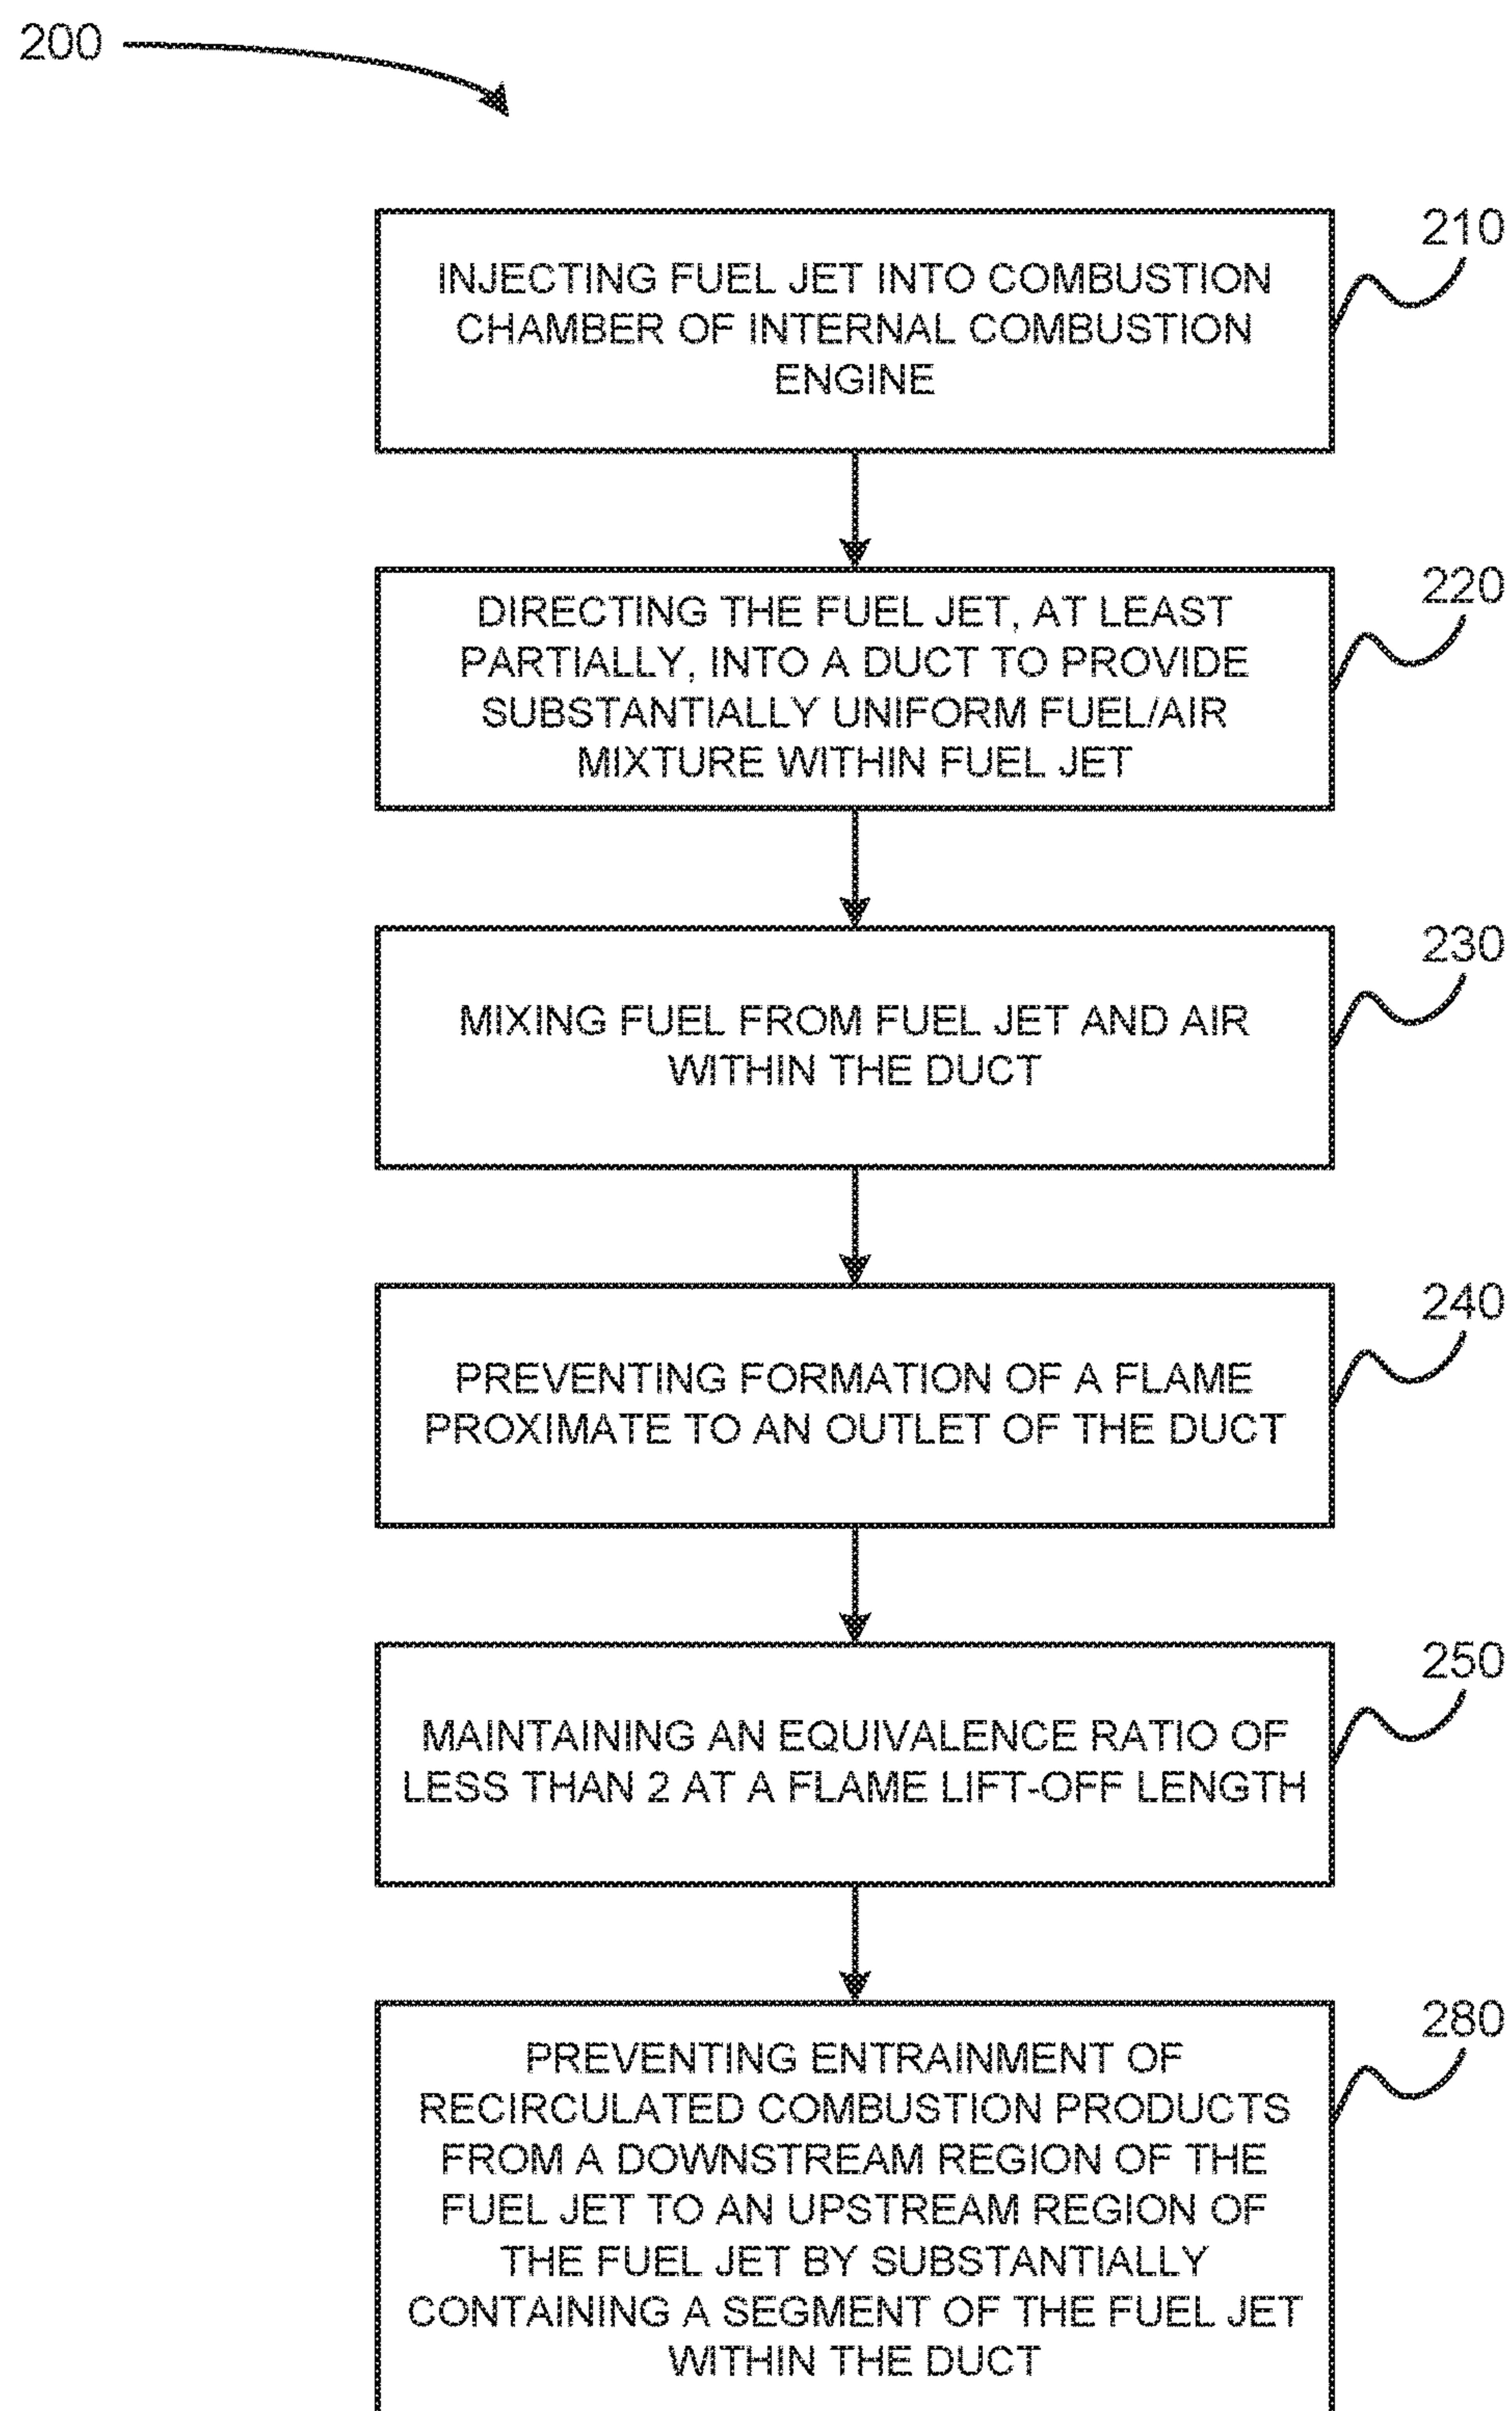 200
210
INJECTING FUEL JET INTO COMBUSTION
CHAMBER OF INTERNAL COMBUSTION
ENGINE
220
DIRECTING THE FUEL JET, AT LEAST
PARTIALLY, INTO A DUCT TO PROVIDE
SUBSTANTIALLY UNIFORM FUEL/AIR
MIXTURE WITHIN FUEL JET
230
MIXING FUEL FROM FUEL JET AND AIR
WITHIN THE DUCT
240
PREVENTING FORMATION OF A FLAME
PROXIMATE TO AN OUTLET OF THE DUCT
250
MAINTAINING AN EQUIVALENCE RATIO OF
LESS THAN 2 AT A FLAME LIFT-OFF LENGTH
280
PREVENTING ENTRAINMENT OF
RECIRCULATED COMBUSTION PRODUCTS
FROM A DOWNSTREAM REGION OF THE
FUEL JET TO AN UPSTREAM REGION OF
THE FUEL JET BY SUBSTANTIALLY
CONTAINING A SEGMENT OF THE FUEL JET
WITHIN THE DUCT